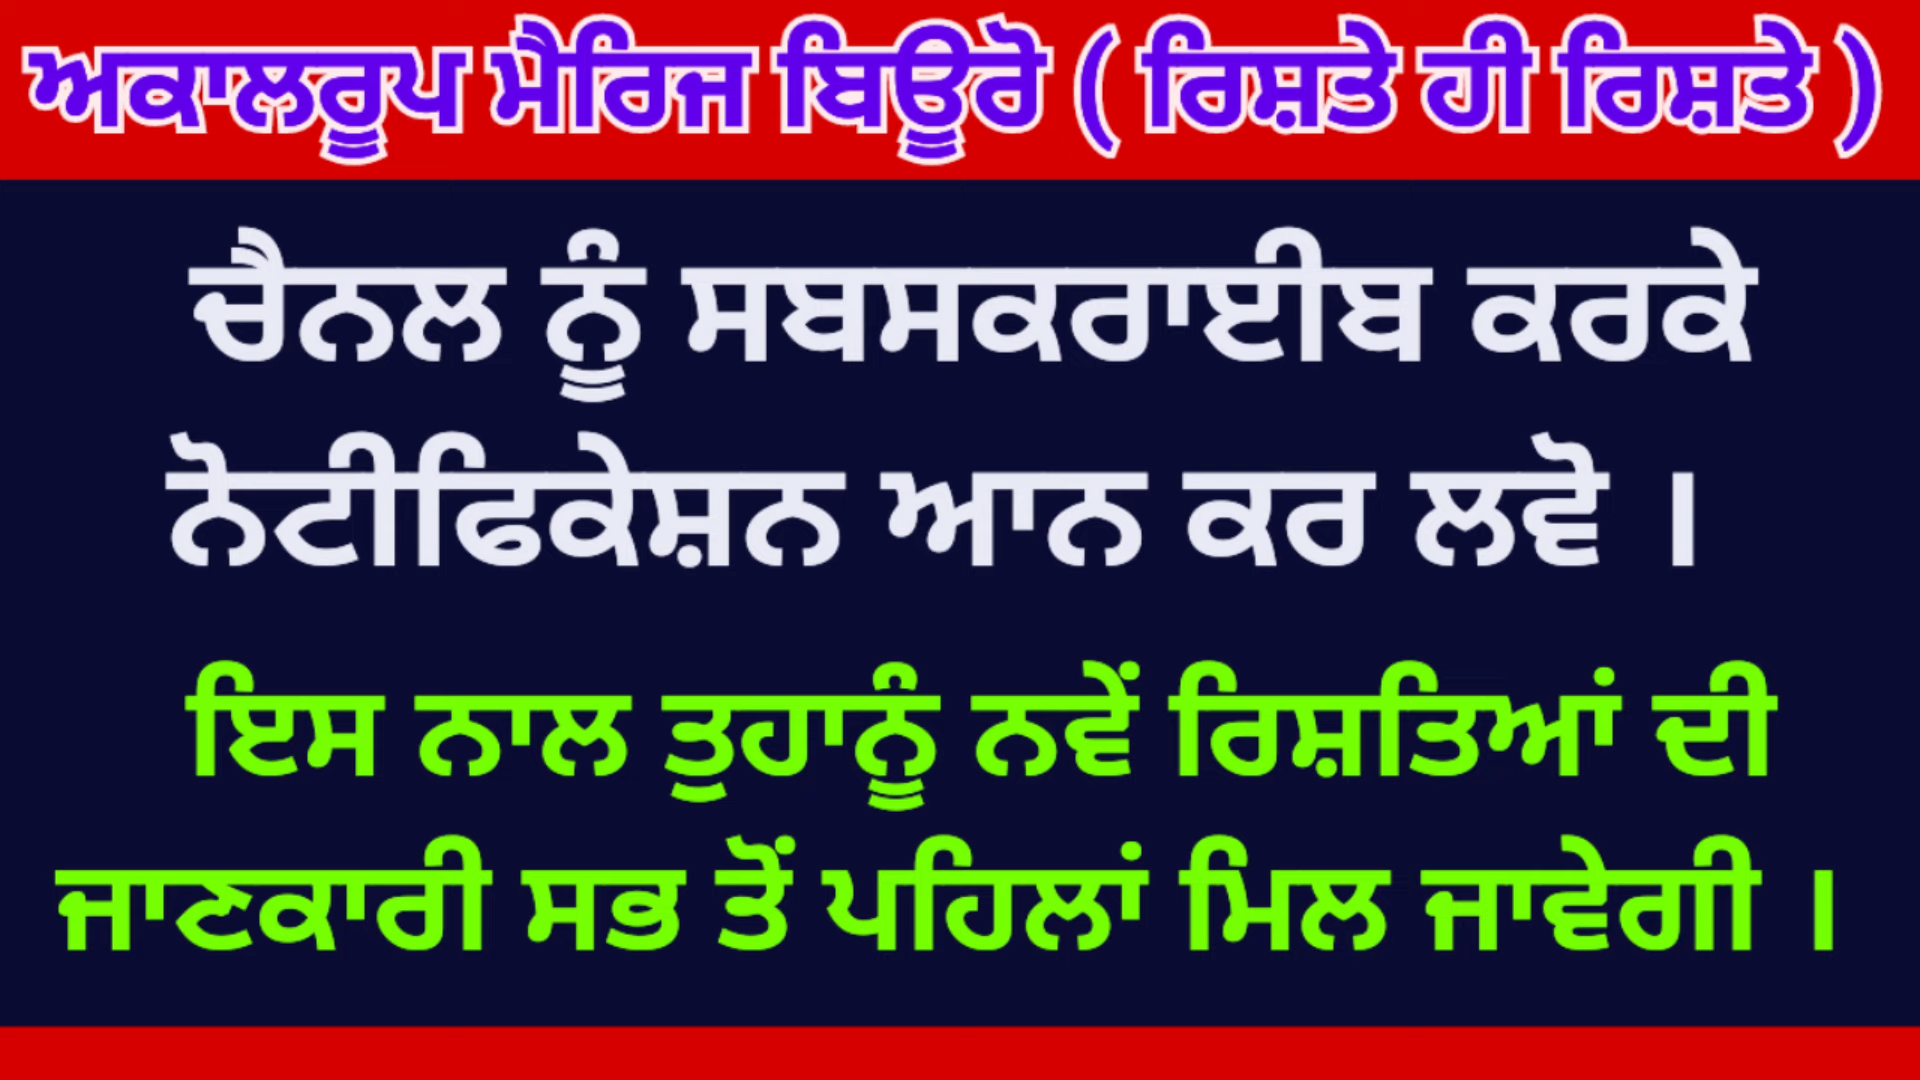 ਅਕਾਲਰੂਪ ਮੈਰਿਜ ਬਿਊਰੋ ( ਰਿਸ਼ਤੇ ਹੀ ਰਿਸ਼ਤੇ )
ਚੈਨਲ ਨੂੰ ਸਬਸਕਰਾਈਬ ਕਰਕੇ
ਨੋਟੀਫਿਕੇਸ਼ਨ ਆਨ ਕਰ ਲਵੋ ।
ਇਸ ਨਾਲ ਤੁਹਾਨੂੰ ਨਵੇਂ ਰਿਸ਼ਤਿਆਂ ਦੀ
ਜਾਣਕਾਰੀ ਸਭ ਤੋਂ ਪਹਿਲਾਂ ਮਿਲ ਜਾਵੇਗੀ ।